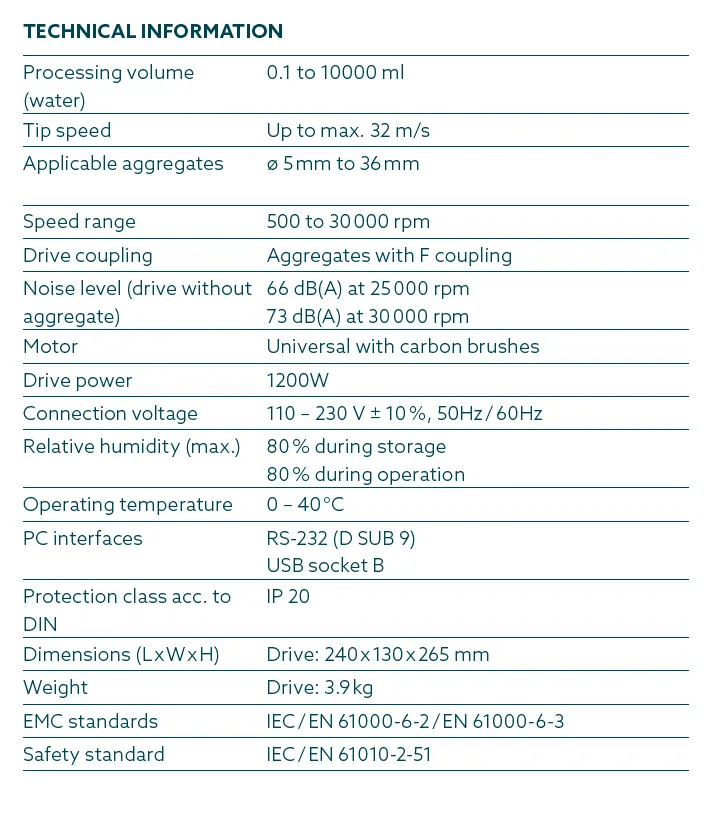 TECHNICAL INFORMATION
Processing volume 0.1 to 10000 ml
(water)
Tip speed Up to max. 32 m/s
Applicable aggregates ø 5 mm to 36 mm
Speed range 500 to 30 000 rpm
Drive coupling Aggregates with F coupling
Noise level (drive without 66 dB(A) at 25 000 rpm
aggregate) 73 dB(A) at 30 000 rpm
Motor Universal with carbon brushes
Drive power 1200W
Connection voltage 110 – 230 V ± 10 %, 50Hz / 60Hz
Relative humidity (max.) 80 % during storage
80 % during operation
Operating temperature 0 – 40 °C
PC interfaces RS-232 (D SUB 9)
USB socket B
Protection class acc. to IP 20
DIN
Dimensions (L x W x H) Drive: 240 x 130 x 265 mm
Weight Drive: 3.9 kg
EMC standards IEC / EN 61000-6-2 / EN 61000-6-3
Safety standard IEC / EN 61010-2-51